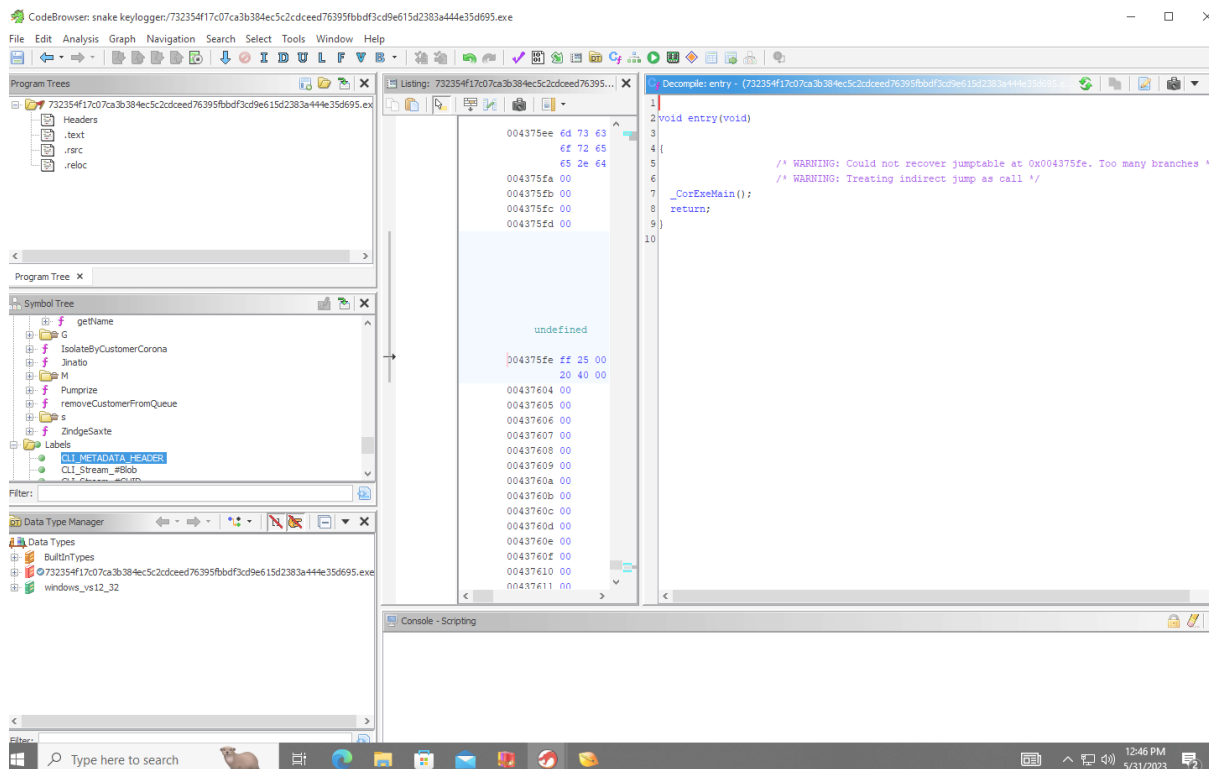 CodeBrowser: snake keylogger:/732354f17c07ca3b384ec5c2cdceed76395fbbdf3cd9e615d2383a444e35d695.exe
File Edit Analysis Graph Navigation Search Select Tools Window Help
I D U L F V B
Program Trees
732354f17c07ca3b384ec5c2cdceed76395fbbdf3cd9e615d2383a444e35d695.ex
Headers
.text
.rsrc
.reloc
Program Tree
Symbol Tree
getName
G
IsolateByCustomerCorona
Jinatio
M
Pumprize
removeCustomerFromQueue
s
ZindgeSaxte
Labels
CLI_METADATA_HEADER
CLI_Stream_#Blob
CLI_Stream_#GUID
Filter:
Data Type Manager
Data Types
BuiltInTypes
732354f17c07ca3b384ec5c2cdceed76395fbbdf3cd9e615d2383a444e35d695.exe
windows_vs12_32
Filter:
Listing: 732354f17c07ca3b384ec5c2cdceed76395...
004375ee 6d 73 63
6f 72 65
65 2e 64
004375fa 00
004375fb 00
004375fc 00
004375fd 00
undefined
004375fe ff 25 00
20 40 00
00437604 00
00437605 00
00437606 00
00437607 00
00437608 00
00437609 00
0043760a 00
0043760b 00
0043760c 00
0043760d 00
0043760e 00
0043760f 00
00437610 00
00437611 00
Decompile: entry - (732354f17c07ca3b384ec5c2cdceed76395fbbdf3cd9e615d2383a444e35d695.e
1
2 void entry(void)
3
4 {
5 /* WARNING: Could not recover jumptable at 0x004375fe. Too many branches *
6 /* WARNING: Treating indirect jump as call */
7 _CorExeMain();
8 return;
9 }
10
Console - Scripting
Type here to search
12:46 PM
5/31/2023